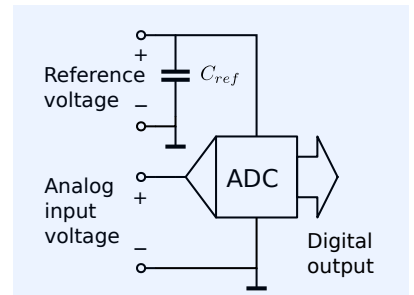 +
Reference
voltage
C_ref
−
Analog
input
voltage
+
−
ADC
Digital
output